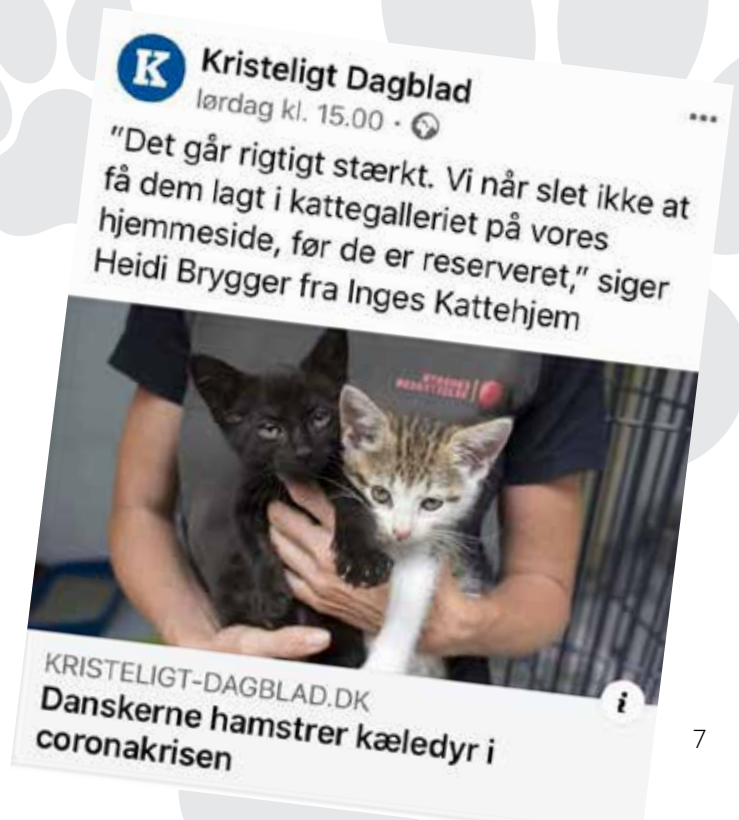 K
Kristeligt Dagblad
lørdag kl. 15.00 ·
"Det går rigtigt stærkt. Vi når slet ikke at
få dem lagt i kattegalleriet på vores
hjemmeside, før de er reserveret," siger
Heidi Brygger fra Inges Kattehjem
KRISTELIGT-DAGBLAD.DK
i
Danskerne hamstrer kæledyr i
coronakrisen
7